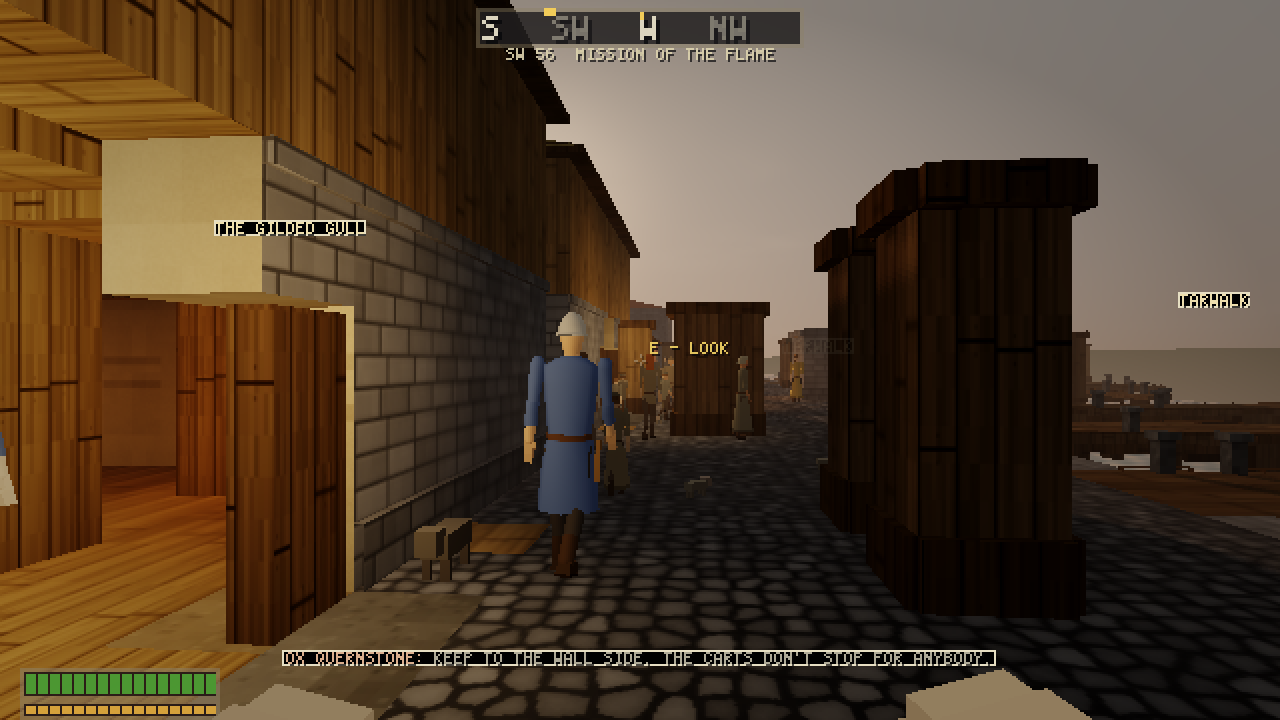 S SW W NW
SW 56 MISSION OF THE FLAME
THE GILDED GULL
TARWALK
E - LOOK
OX QUERNSTONE: KEEP TO THE WALL SIDE. THE CARTS DON'T STOP FOR ANYBODY.